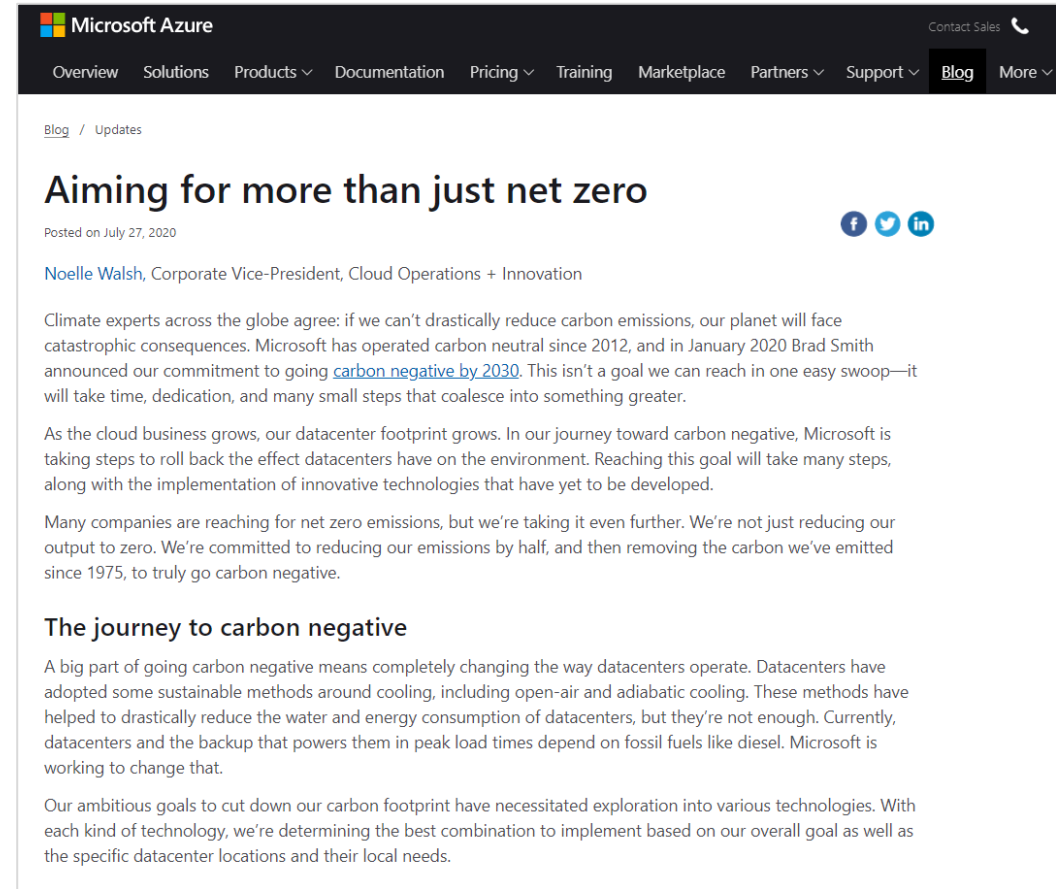 Microsoft Azure
Contact Sales
Overview Solutions Products Documentation Pricing Training Marketplace Partners Support Blog More
Blog / Updates
Aiming for more than just net zero
Posted on July 27, 2020
f in
Noelle Walsh, Corporate Vice-President, Cloud Operations + Innovation
Climate experts across the globe agree: if we can’t drastically reduce carbon emissions, our planet will face
catastrophic consequences. Microsoft has operated carbon neutral since 2012, and in January 2020 Brad Smith
announced our commitment to going carbon negative by 2030. This isn’t a goal we can reach in one easy swoop—it
will take time, dedication, and many small steps that coalesce into something greater.
As the cloud business grows, our datacenter footprint grows. In our journey toward carbon negative, Microsoft is
taking steps to roll back the effect datacenters have on the environment. Reaching this goal will take many steps,
along with the implementation of innovative technologies that have yet to be developed.
Many companies are reaching for net zero emissions, but we’re taking it even further. We’re not just reducing our
output to zero. We’re committed to reducing our emissions by half, and then removing the carbon we’ve emitted
since 1975, to truly go carbon negative.
The journey to carbon negative
A big part of going carbon negative means completely changing the way datacenters operate. Datacenters have
adopted some sustainable methods around cooling, including open-air and adiabatic cooling. These methods have
helped to drastically reduce the water and energy consumption of datacenters, but they’re not enough. Currently,
datacenters and the backup that powers them in peak load times depend on fossil fuels like diesel. Microsoft is
working to change that.
Our ambitious goals to cut down our carbon footprint have necessitated exploration into various technologies. With
each kind of technology, we’re determining the best combination to implement based on our overall goal as well as
the specific datacenter locations and their local needs.